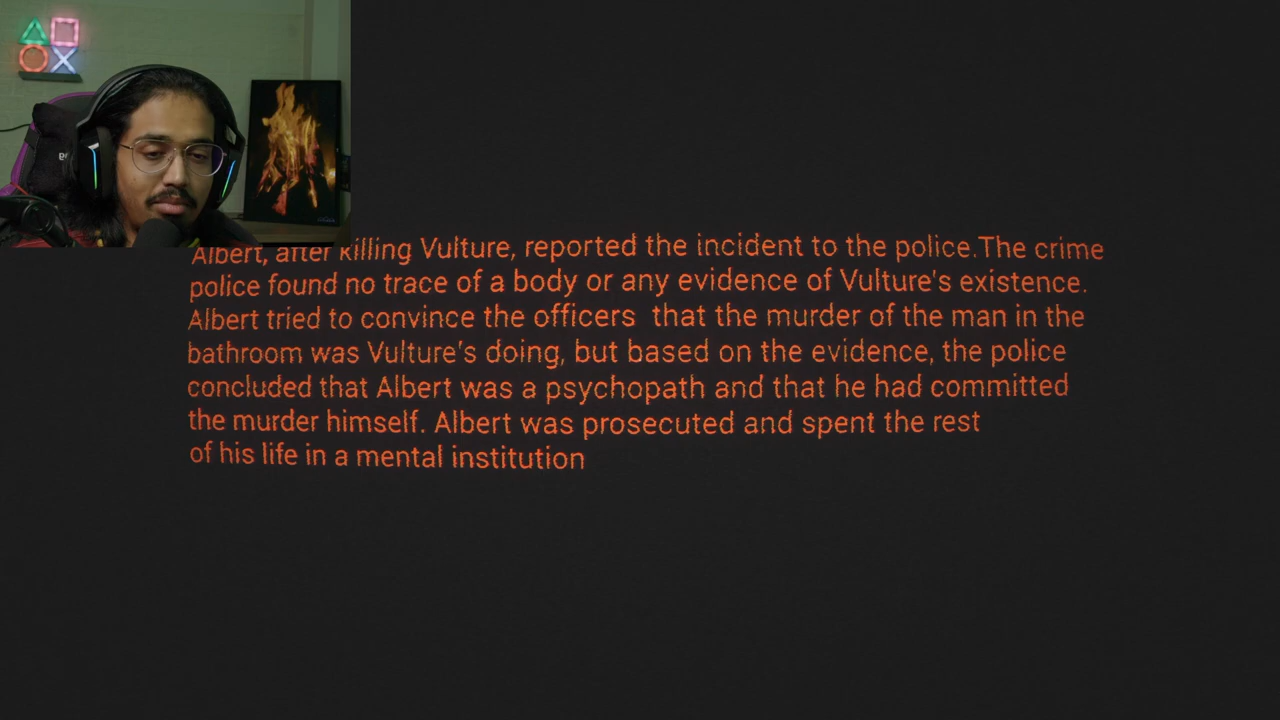 Albert, after killing Vulture, reported the incident to the police.The crime
police found no trace of a body or any evidence of Vulture's existence.
Albert tried to convince the officers  that the murder of the man in the
bathroom was Vulture's doing, but based on the evidence, the police
concluded that Albert was a psychopath and that he had committed
the murder himself. Albert was prosecuted and spent the rest
of his life in a mental institution